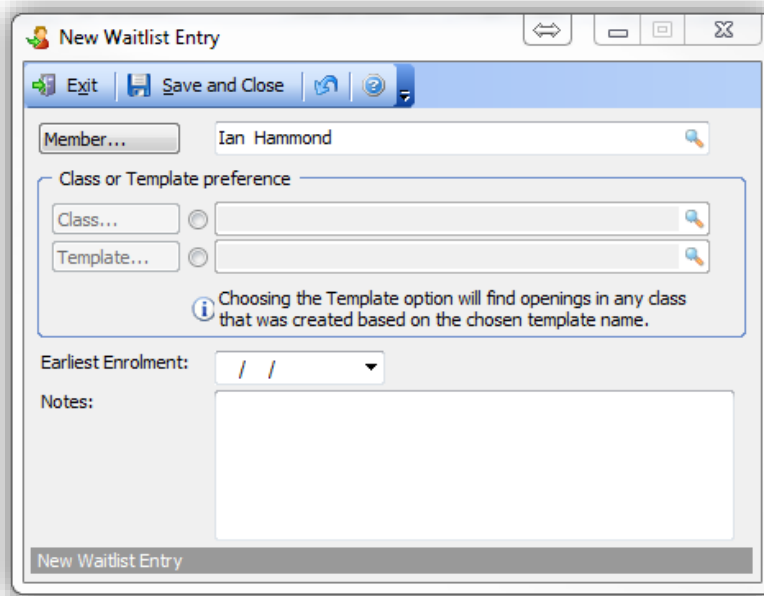 New Waitlist Entry
Exit Save and Close
Member... Ian Hammond
Class or Template preference
Class...
Template...
Choosing the Template option will find openings in any class
that was created based on the chosen template name.
Earliest Enrolment: / /
Notes:
New Waitlist Entry